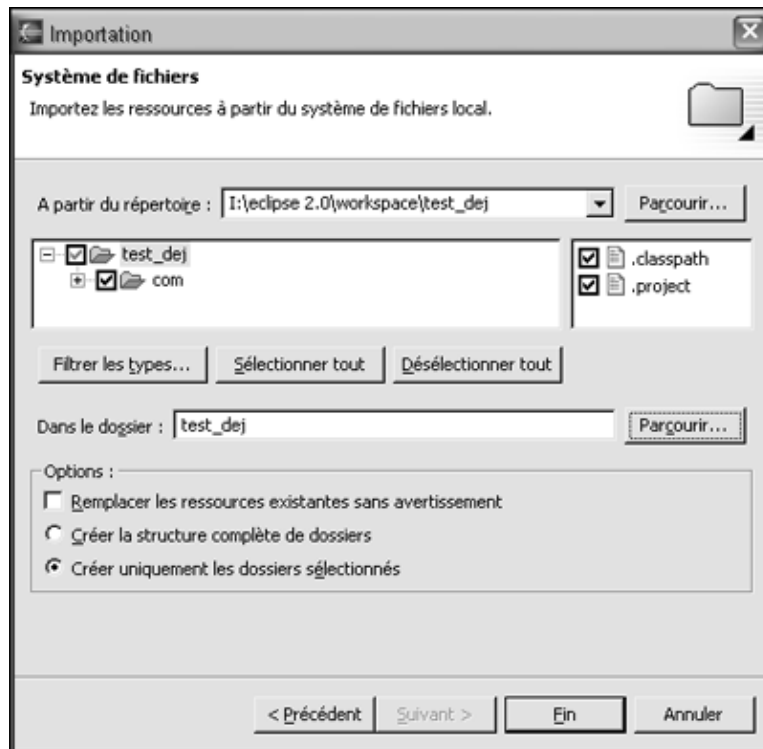 Importation
Système de fichiers
Importez les ressources à partir du système de fichiers local.
A partir du répertoire : I:\eclipse 2.0\workspace\test_dej Parcourir...
test_dej .classpath
com .project
Filtrer les types... Sélectionner tout Désélectionner tout
Dans le dossier : test_dej Parcourir...
Options :
Remplacer les ressources existantes sans avertissement
Créer la structure complète de dossiers
Créer uniquement les dossiers sélectionnés
< Précédent Suivant > Fin Annuler